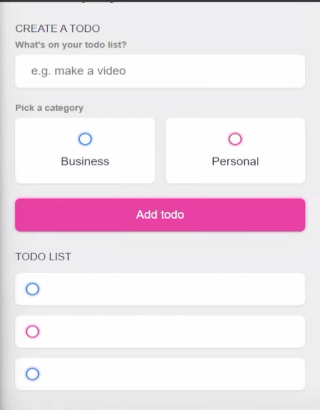 CREATE A TODO
What's on your todo list?
e.g. make a video
Pick a category
Business
Personal
Add todo
TODO LIST